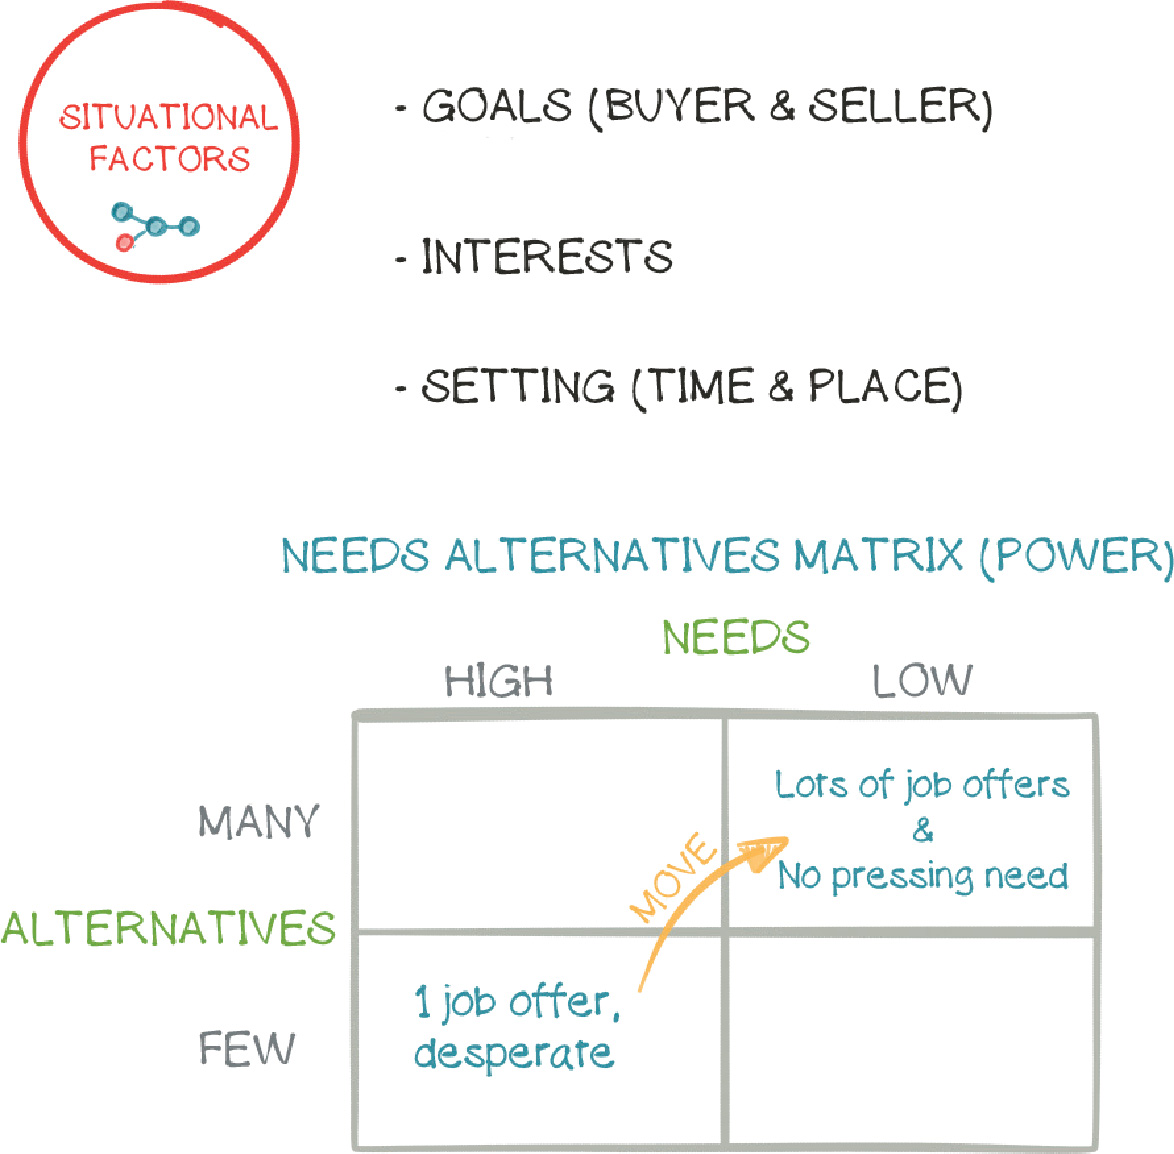 SITUATIONAL
FACTORS
- GOALS (BUYER & SELLER)
- INTERESTS
- SETTING (TIME & PLACE)
NEEDS ALTERNATIVES MATRIX (POWER)
NEEDS
HIGH
LOW
MANY
Lots of job offers
&
No pressing need
MOVE
ALTERNATIVES
1 job offer,
desperate
FEW